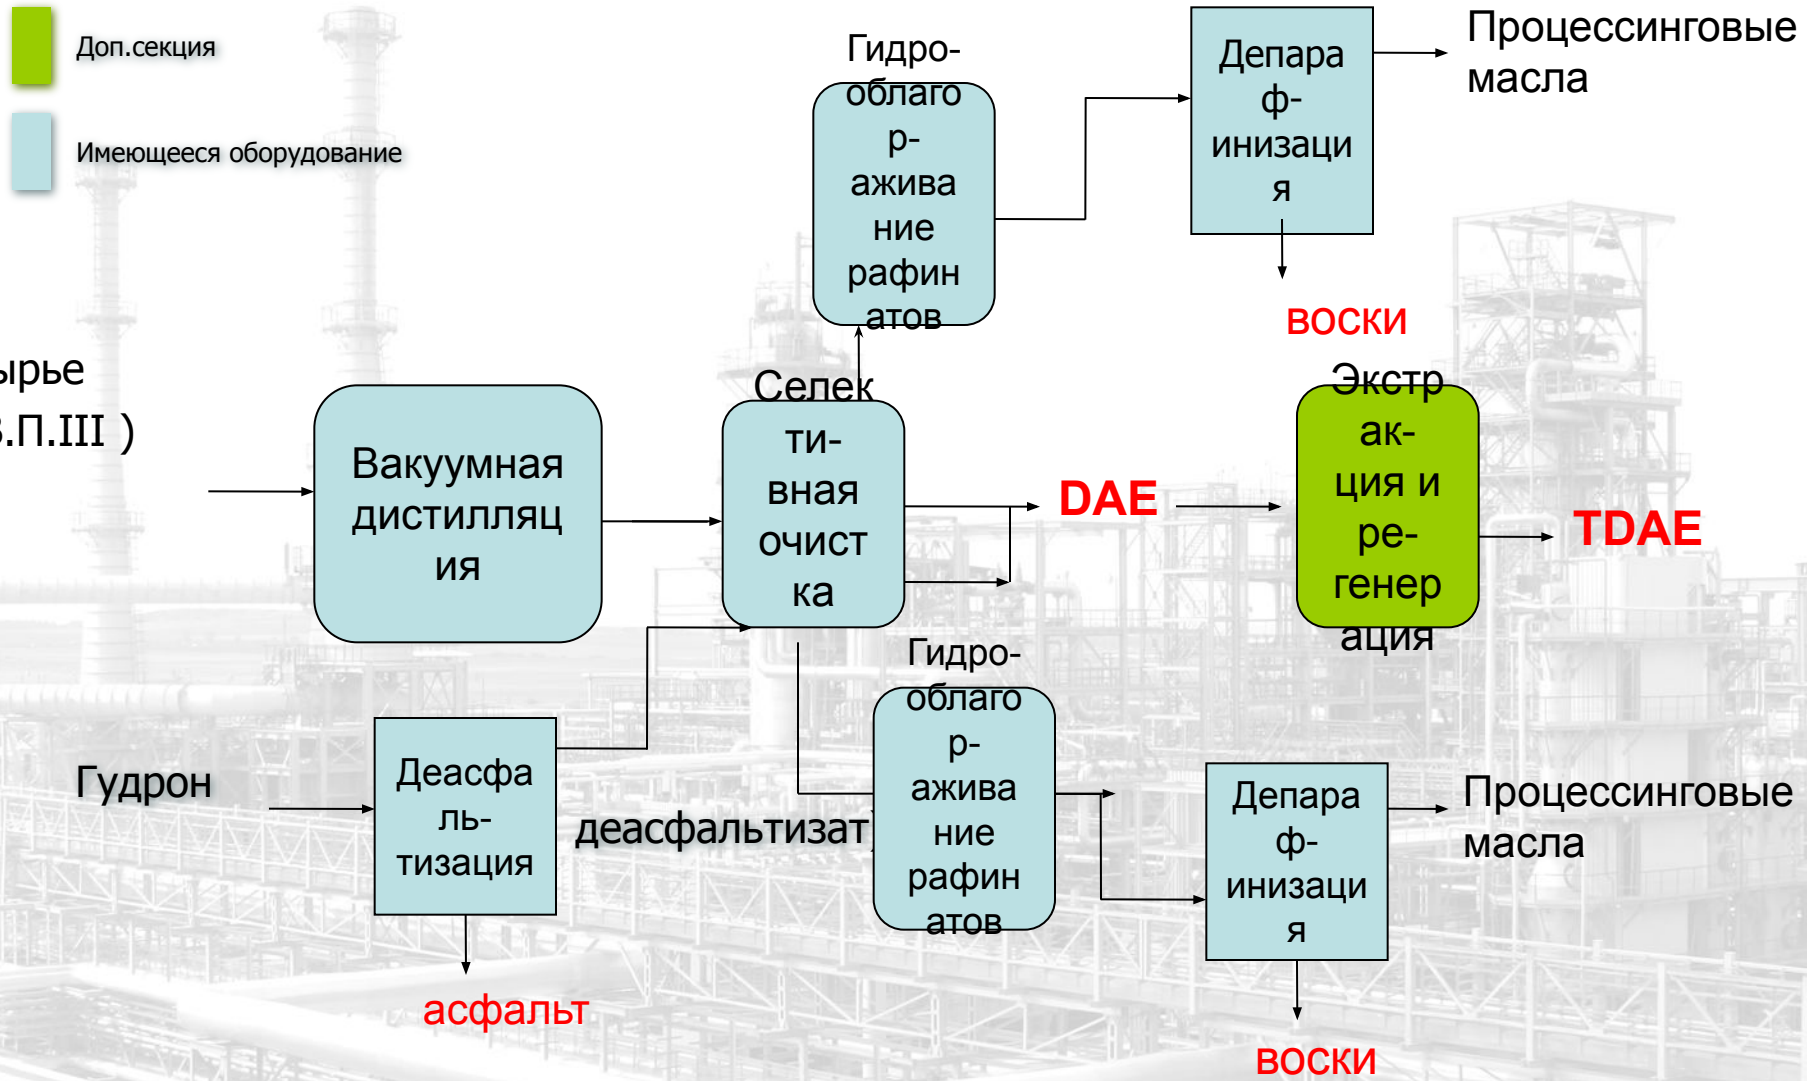 Доп.секция
Имеющееся оборудование
Гидро-
облаго
р-
ажива
ние
рафин
атов
Депара
ф-
инизаци
я
Процессинговые
масла
воски
ырье
В.П.III )
Вакуумная
дистилляц
ия
Селек
ти-
вная
очист
ка
DAE
Экстр
ак-
ция и
ре-
генер
ация
TDAE
Гудрон
Деасфа
ль-
тизация
деасфальтизат)
асфальт
Гидро-
облаго
р-
ажива
ние
рафин
атов
Депара
ф-
инизаци
я
Процессинговые
масла
воски